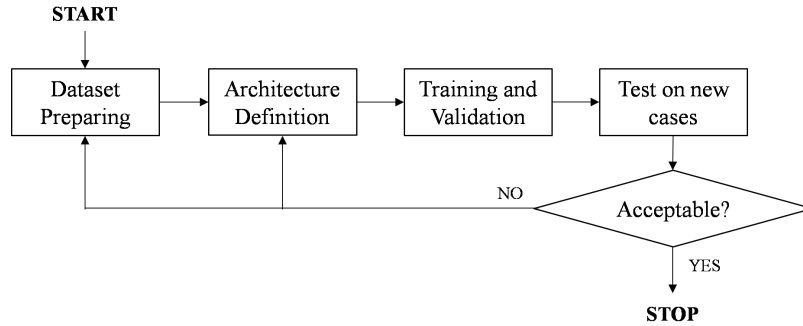 START
Dataset
Preparing
Architecture
Definition
Training and
Validation
Test on new
cases
NO
Acceptable?
YES
STOP